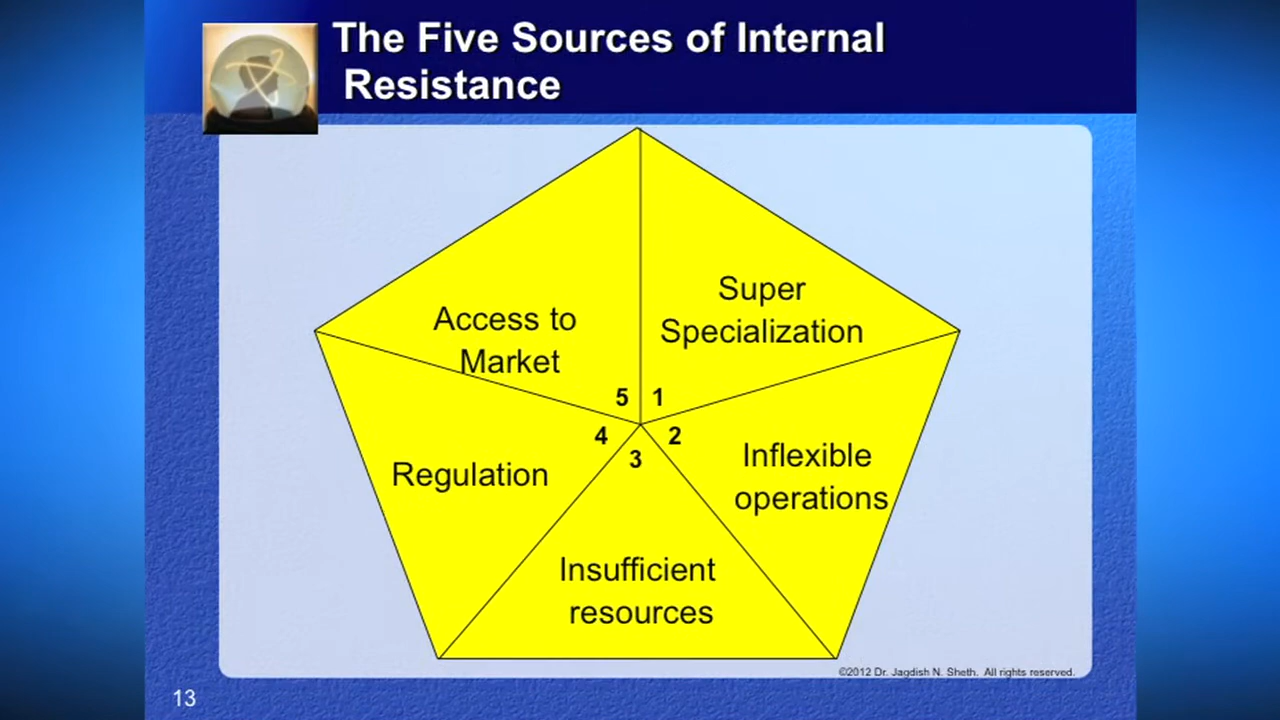 The Five Sources of Internal
Resistance
Super
Specialization
Access to
Market
5
1
4
2
3
Inflexible
operations
Regulation
Insufficient
resources
©2012 Dr. Jagdish N. Sheth. All rights reserved.
13